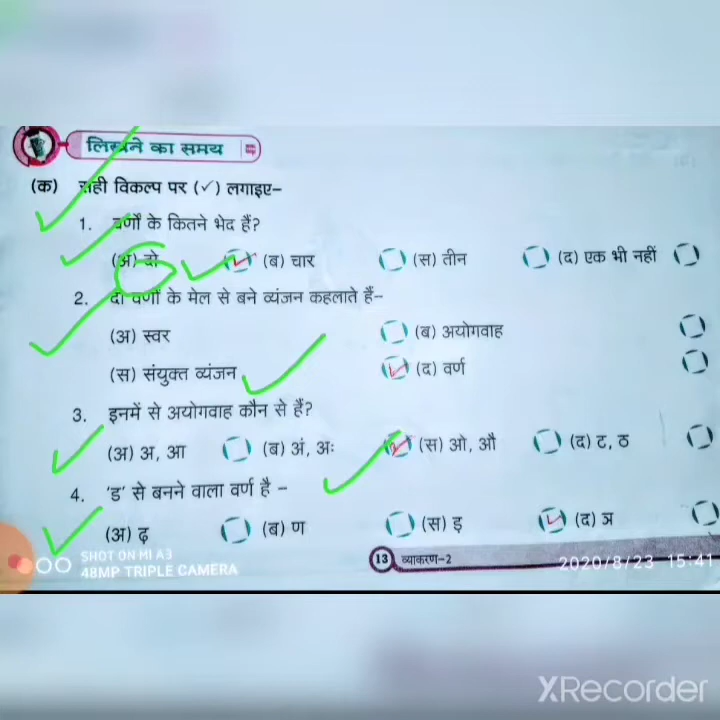 लिखने का समय
(क) सही विकल्प पर (✓) लगाइए–
1. वर्णों के कितने भेद हैं?
(अ) दो (ब) चार (स) तीन (द) एक भी नहीं
2. दो वर्णों के मेल से बने व्यंजन कहलाते हैं–
(अ) स्वर (ब) अयोगवाह
(स) संयुक्त व्यंजन (द) वर्ण
3. इनमें से अयोगवाह कौन से हैं?
(अ) अ, आ (ब) अं, अः (स) ओ, औ (द) ट, ठ
4. 'ड' से बनने वाला वर्ण है –
(अ) ढ़ (ब) ण (स) ड़ (द) ञ
SHOT ON MI A3
48MP TRIPLE CAMERA
13 व्याकरण–2
2020/8/23 15:41
XRecorder